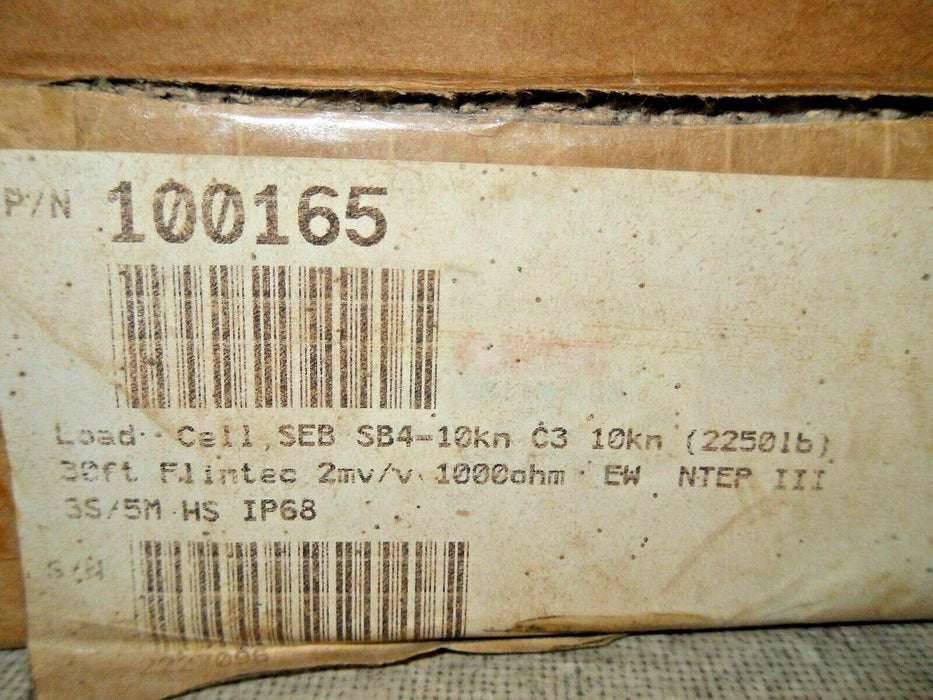 P/N 100165
Load Cell,SEB SB4-10kn C3 10kn (2250lb)
30ft Flintec 2mv/v 1000ohm EW NTEP III
3S/5M HS IP68
S/N